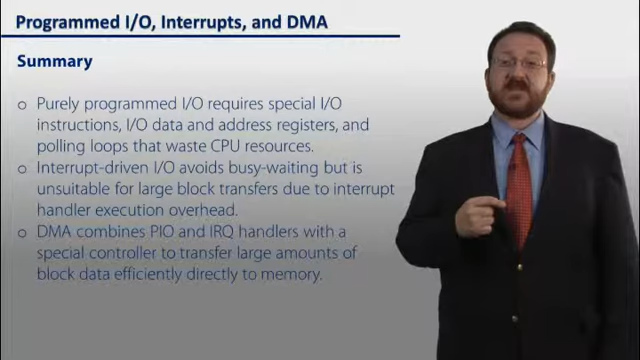 Programmed I/O, Interrupts, and DMA
Summary
Purely programmed I/O requires special I/O
instructions, I/O data and address registers, and
polling loops that waste CPU resources.
Interrupt-driven I/O avoids busy-waiting but is
unsuitable for large block transfers due to interrupt
handler execution overhead.
DMA combines PIO and IRQ handlers with a
special controller to transfer large amounts of
block data efficiently directly to memory.